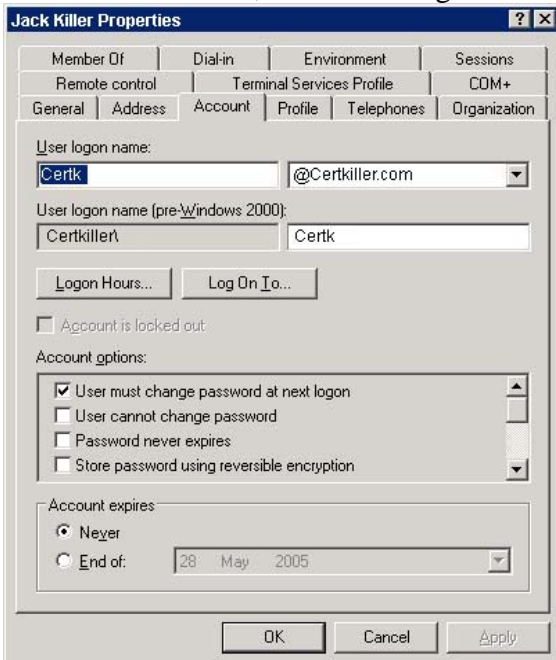 Jack Killer Properties
Member Of Dial-in Environment Sessions
Remote control Terminal Services Profile COM+
General Address Account Profile Telephones Organization
User logon name:
Certk @Certkiller.com
User logon name (pre-Windows 2000):
Certkiller\ Certk
Logon Hours... Log On To...
Account is locked out
Account options:
User must change password at next logon
User cannot change password
Password never expires
Store password using reversible encryption
Account expires
Never
End of: 28 May 2005
OK Cancel Apply